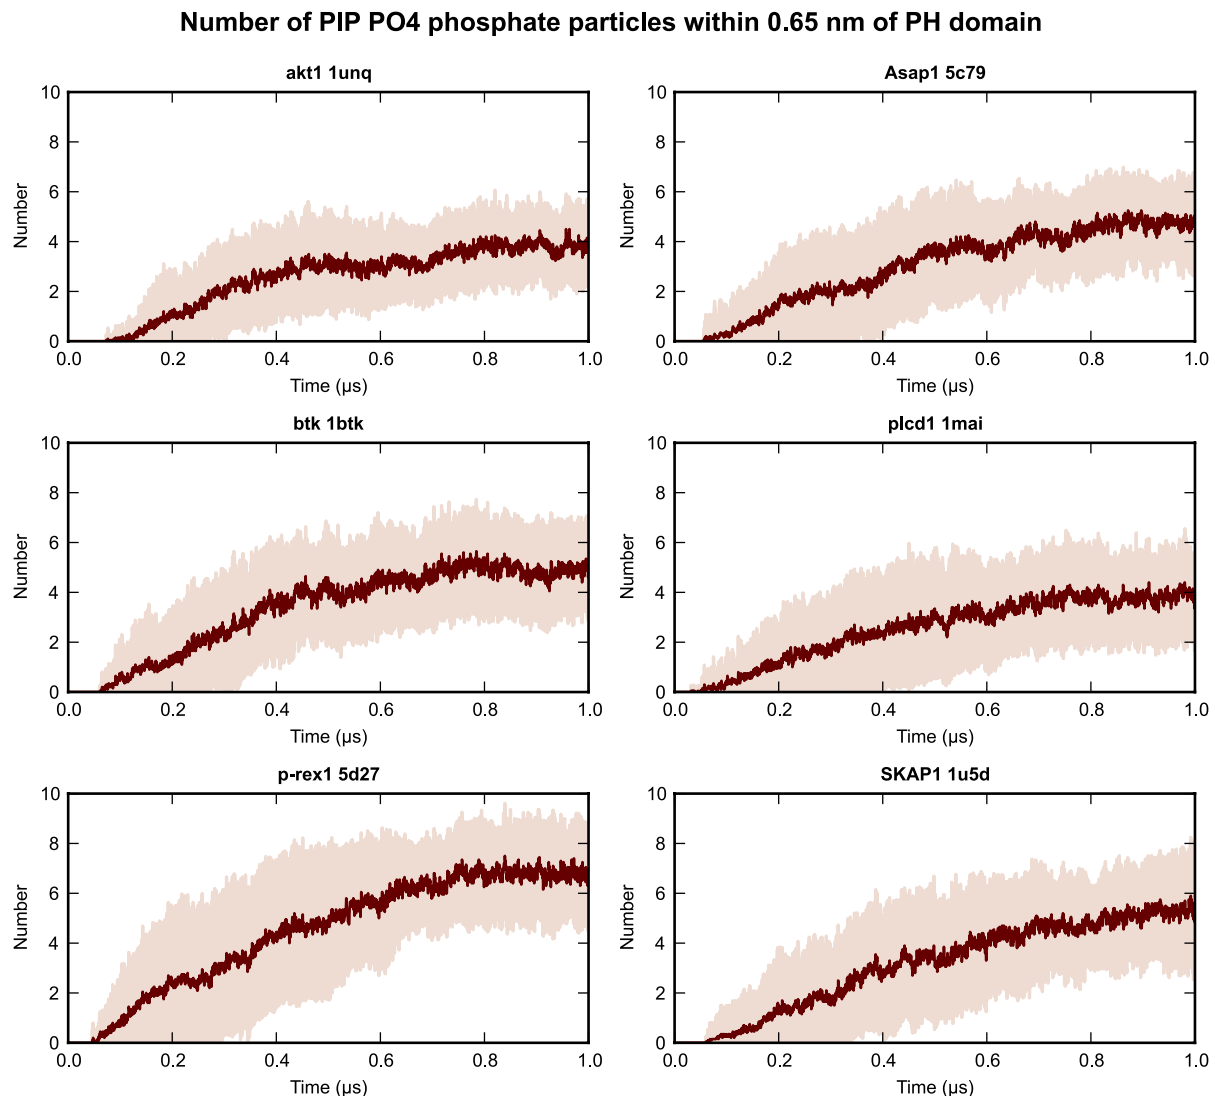 Number of PIP PO4 phosphate particles within 0.65 nm of PH domain
akt1 1unq
Number
10
8
6
4
2
0
0.0 0.2 0.4 0.6 0.8 1.0
Time (µs)
Asap1 5c79
Number
10
8
6
4
2
0
0.0 0.2 0.4 0.6 0.8 1.0
Time (µs)
btk 1btk
Number
10
8
6
4
2
0
0.0 0.2 0.4 0.6 0.8 1.0
Time (µs)
plcd1 1mai
Number
10
8
6
4
2
0
0.0 0.2 0.4 0.6 0.8 1.0
Time (µs)
p-rex1 5d27
Number
10
8
6
4
2
0
0.0 0.2 0.4 0.6 0.8 1.0
Time (µs)
SKAP1 1u5d
Number
10
8
6
4
2
0
0.0 0.2 0.4 0.6 0.8 1.0
Time (µs)